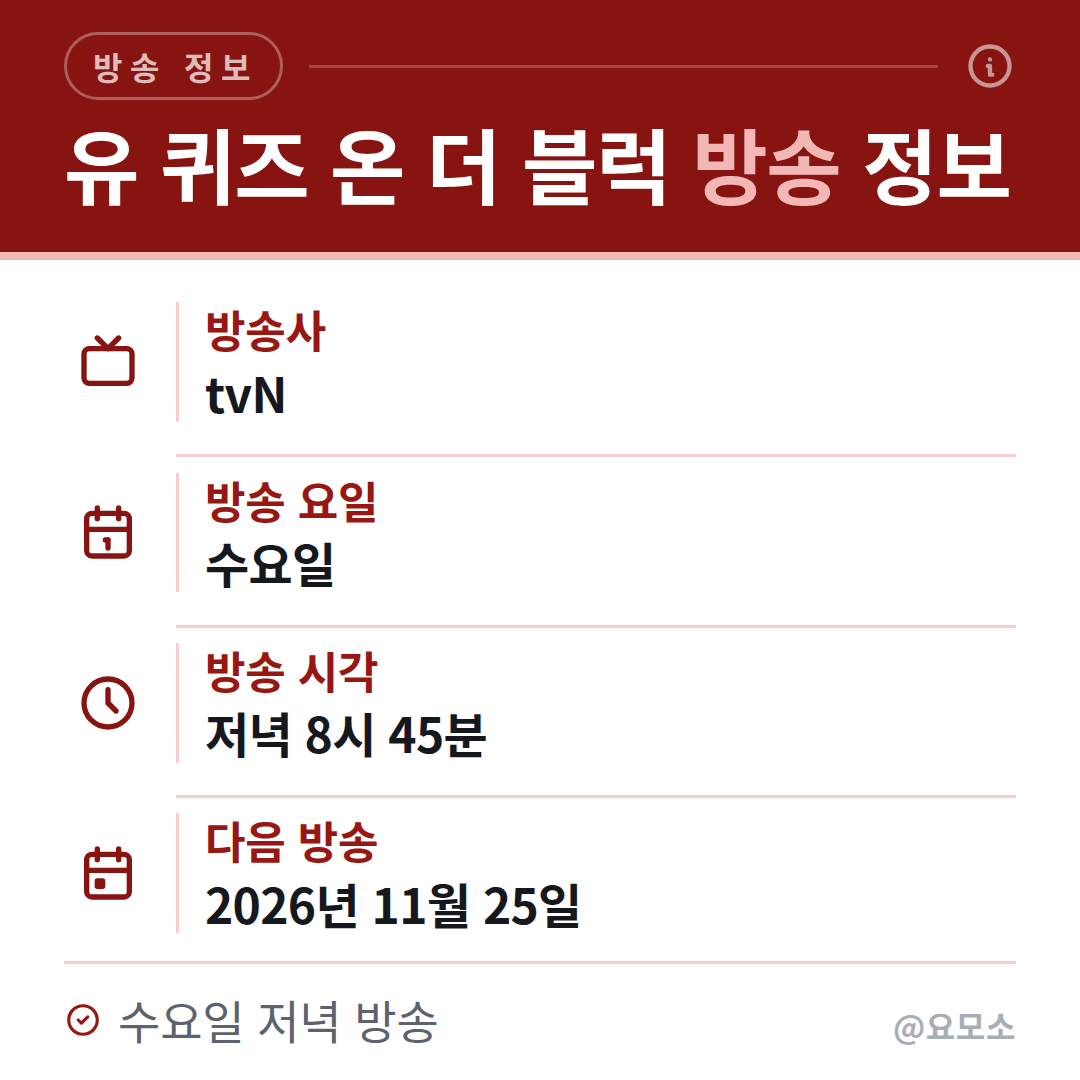 방송 정보
유 퀴즈 온 더 블럭 방송 정보
방송사
tvN
방송 요일
수요일
방송 시각
저녁 8시 45분
다음 방송
2026년 11월 25일
수요일 저녁 방송
@요모소